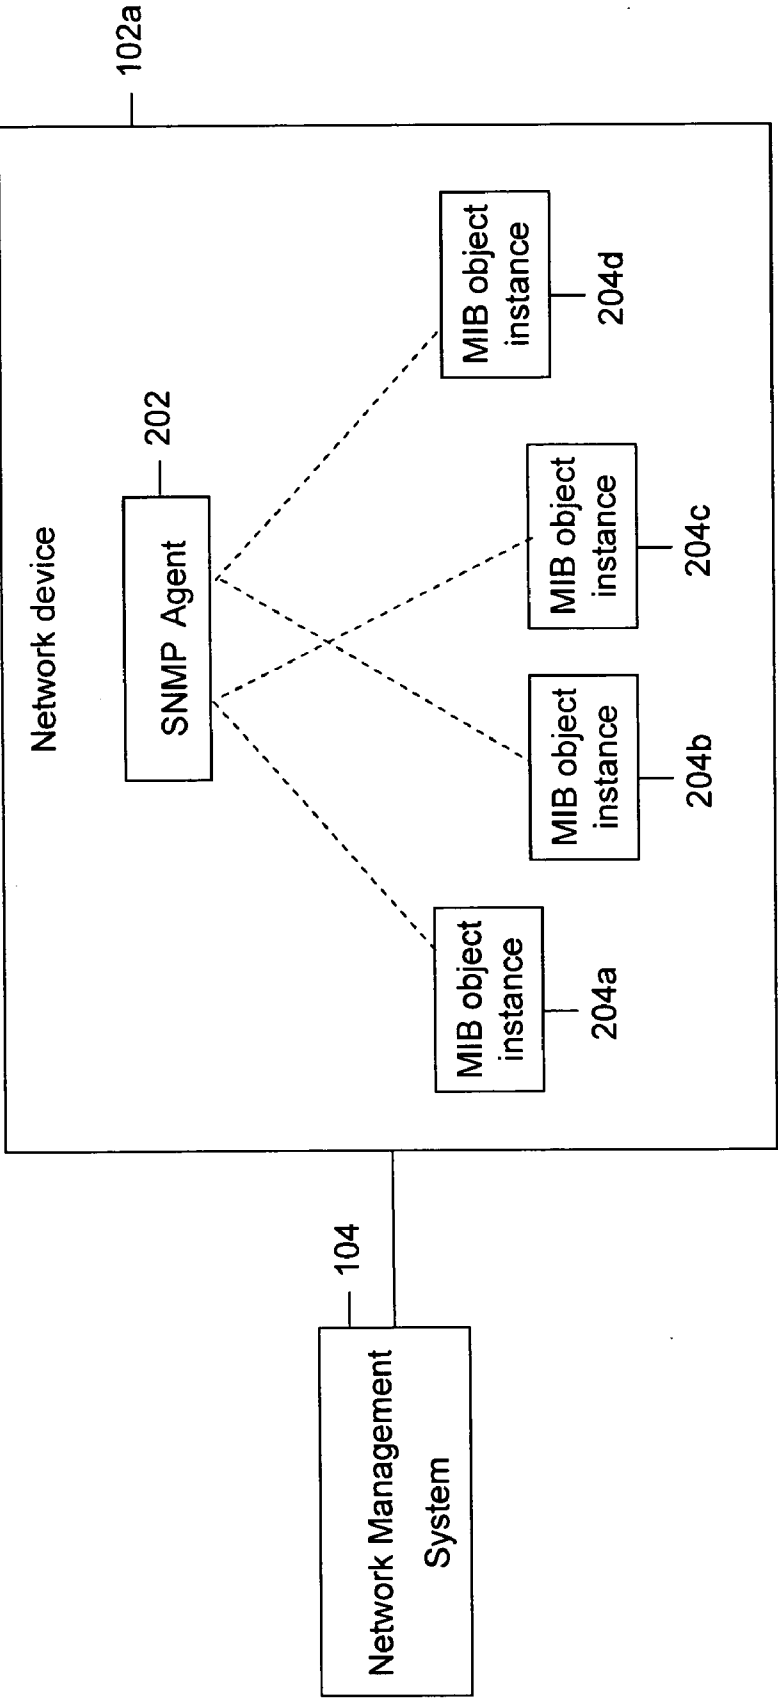 102a
Network device
SNMP Agent
202
MIB object
instance
204a
MIB object
instance
204b
MIB object
instance
204c
MIB object
instance
204d
Network Management
System
104